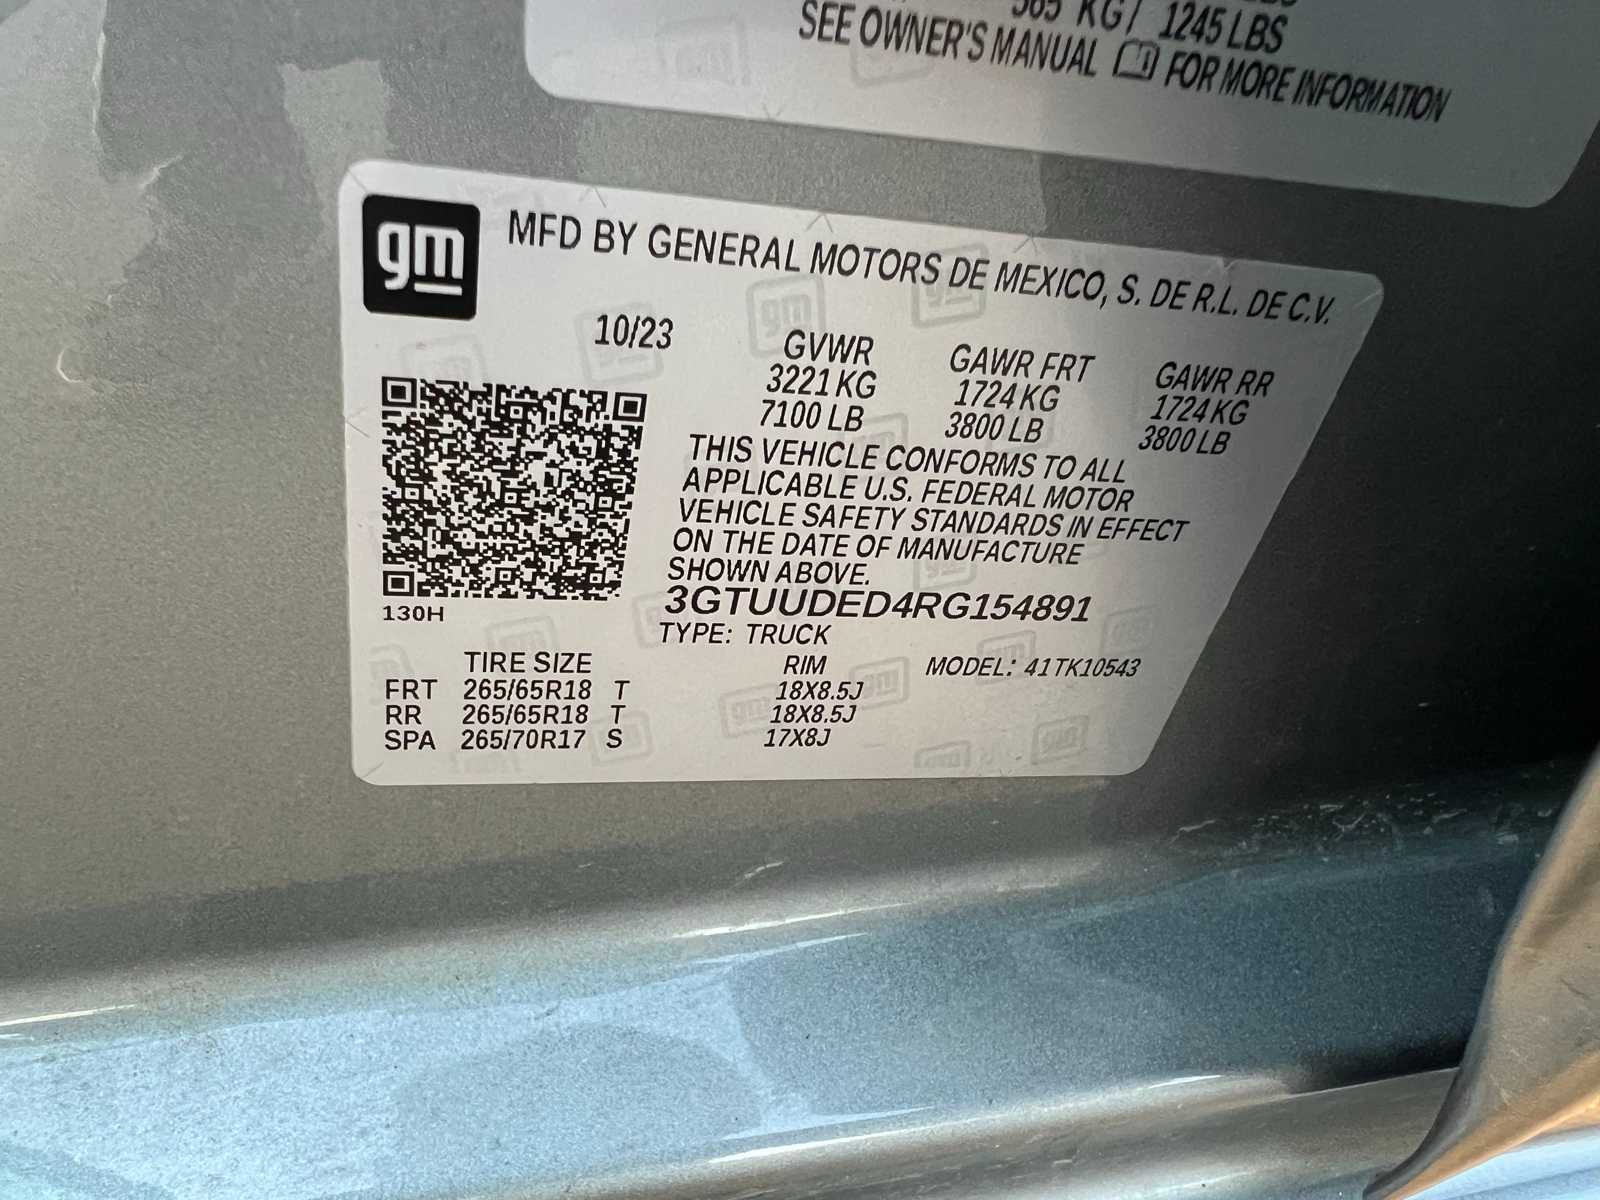 565 KG/ 1245 LBS
SEE OWNER'S MANUAL FOR MORE INFORMATION
gm
MFD BY GENERAL MOTORS DE MEXICO, S. DE R.L. DE C.V.
10/23
GVWR GAWR FRT GAWR RR
3221 KG 1724 KG 1724 KG
7100 LB 3800 LB 3800 LB
THIS VEHICLE CONFORMS TO ALL
APPLICABLE U.S. FEDERAL MOTOR
VEHICLE SAFETY STANDARDS IN EFFECT
ON THE DATE OF MANUFACTURE
SHOWN ABOVE.
3GTUUDED4RG154891
130H
TYPE: TRUCK
MODEL: 41TK10543
TIRE SIZE RIM
FRT 265/65R18 T 18X8.5J
RR 265/65R18 T 18X8.5J
SPA 265/70R17 S 17X8J